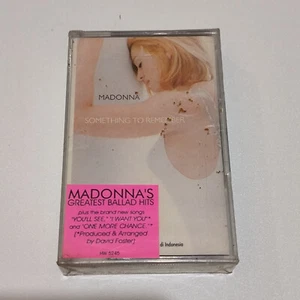 MADONNA
SOMETHING TO REMEMBER
MADONNA'S
GREATEST BALLAD HITS
plus the brand new songs
"YOU'LL SEE," "I WANT YOU"
and "ONE MORE CHANCE."*
(*Produced & Arranged
by David Foster)
di Indonesia